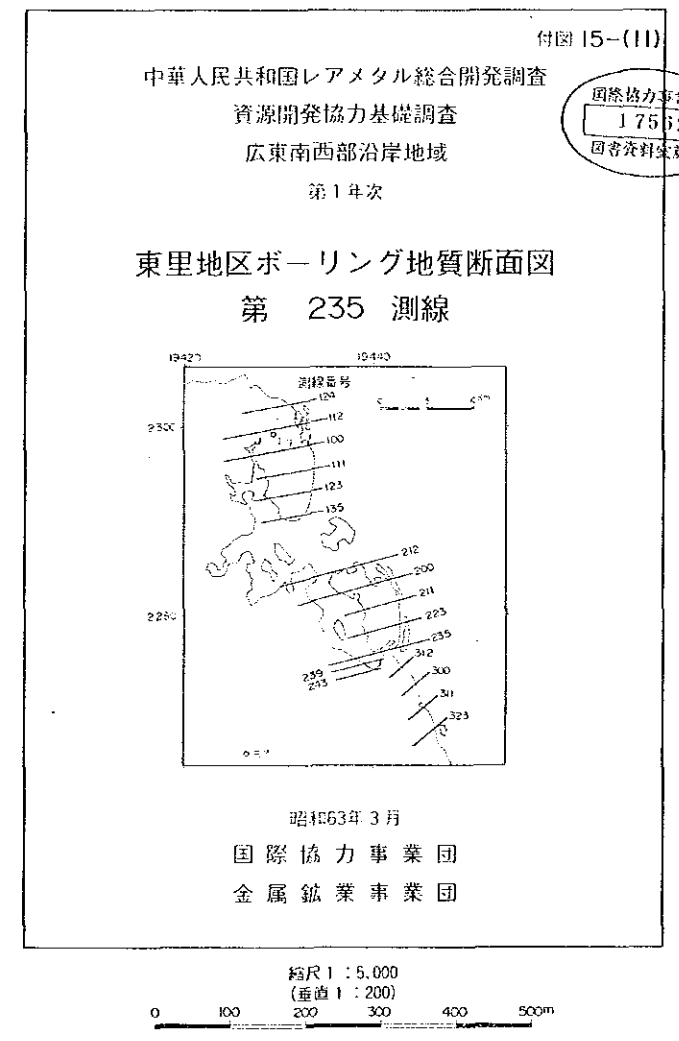 付図 15-(11)
中華人民共和国レアメタル総合開発調査
資源開発協力基礎調査
広東南西部沿岸地域
第1年次
国際協力事
1756
図書資料室
東里地区ボーリング地質断面図
第 235 測線
19420 19440
測線番号
2300
124
112
100
111
123
135
212
200
211
223
235
312
239
243
300
311
323
昭和63年3月
国際協力事業団
金属鉱業事業団
縮尺1:5,000
(垂直1:200)
0 100 200 300 400 500m